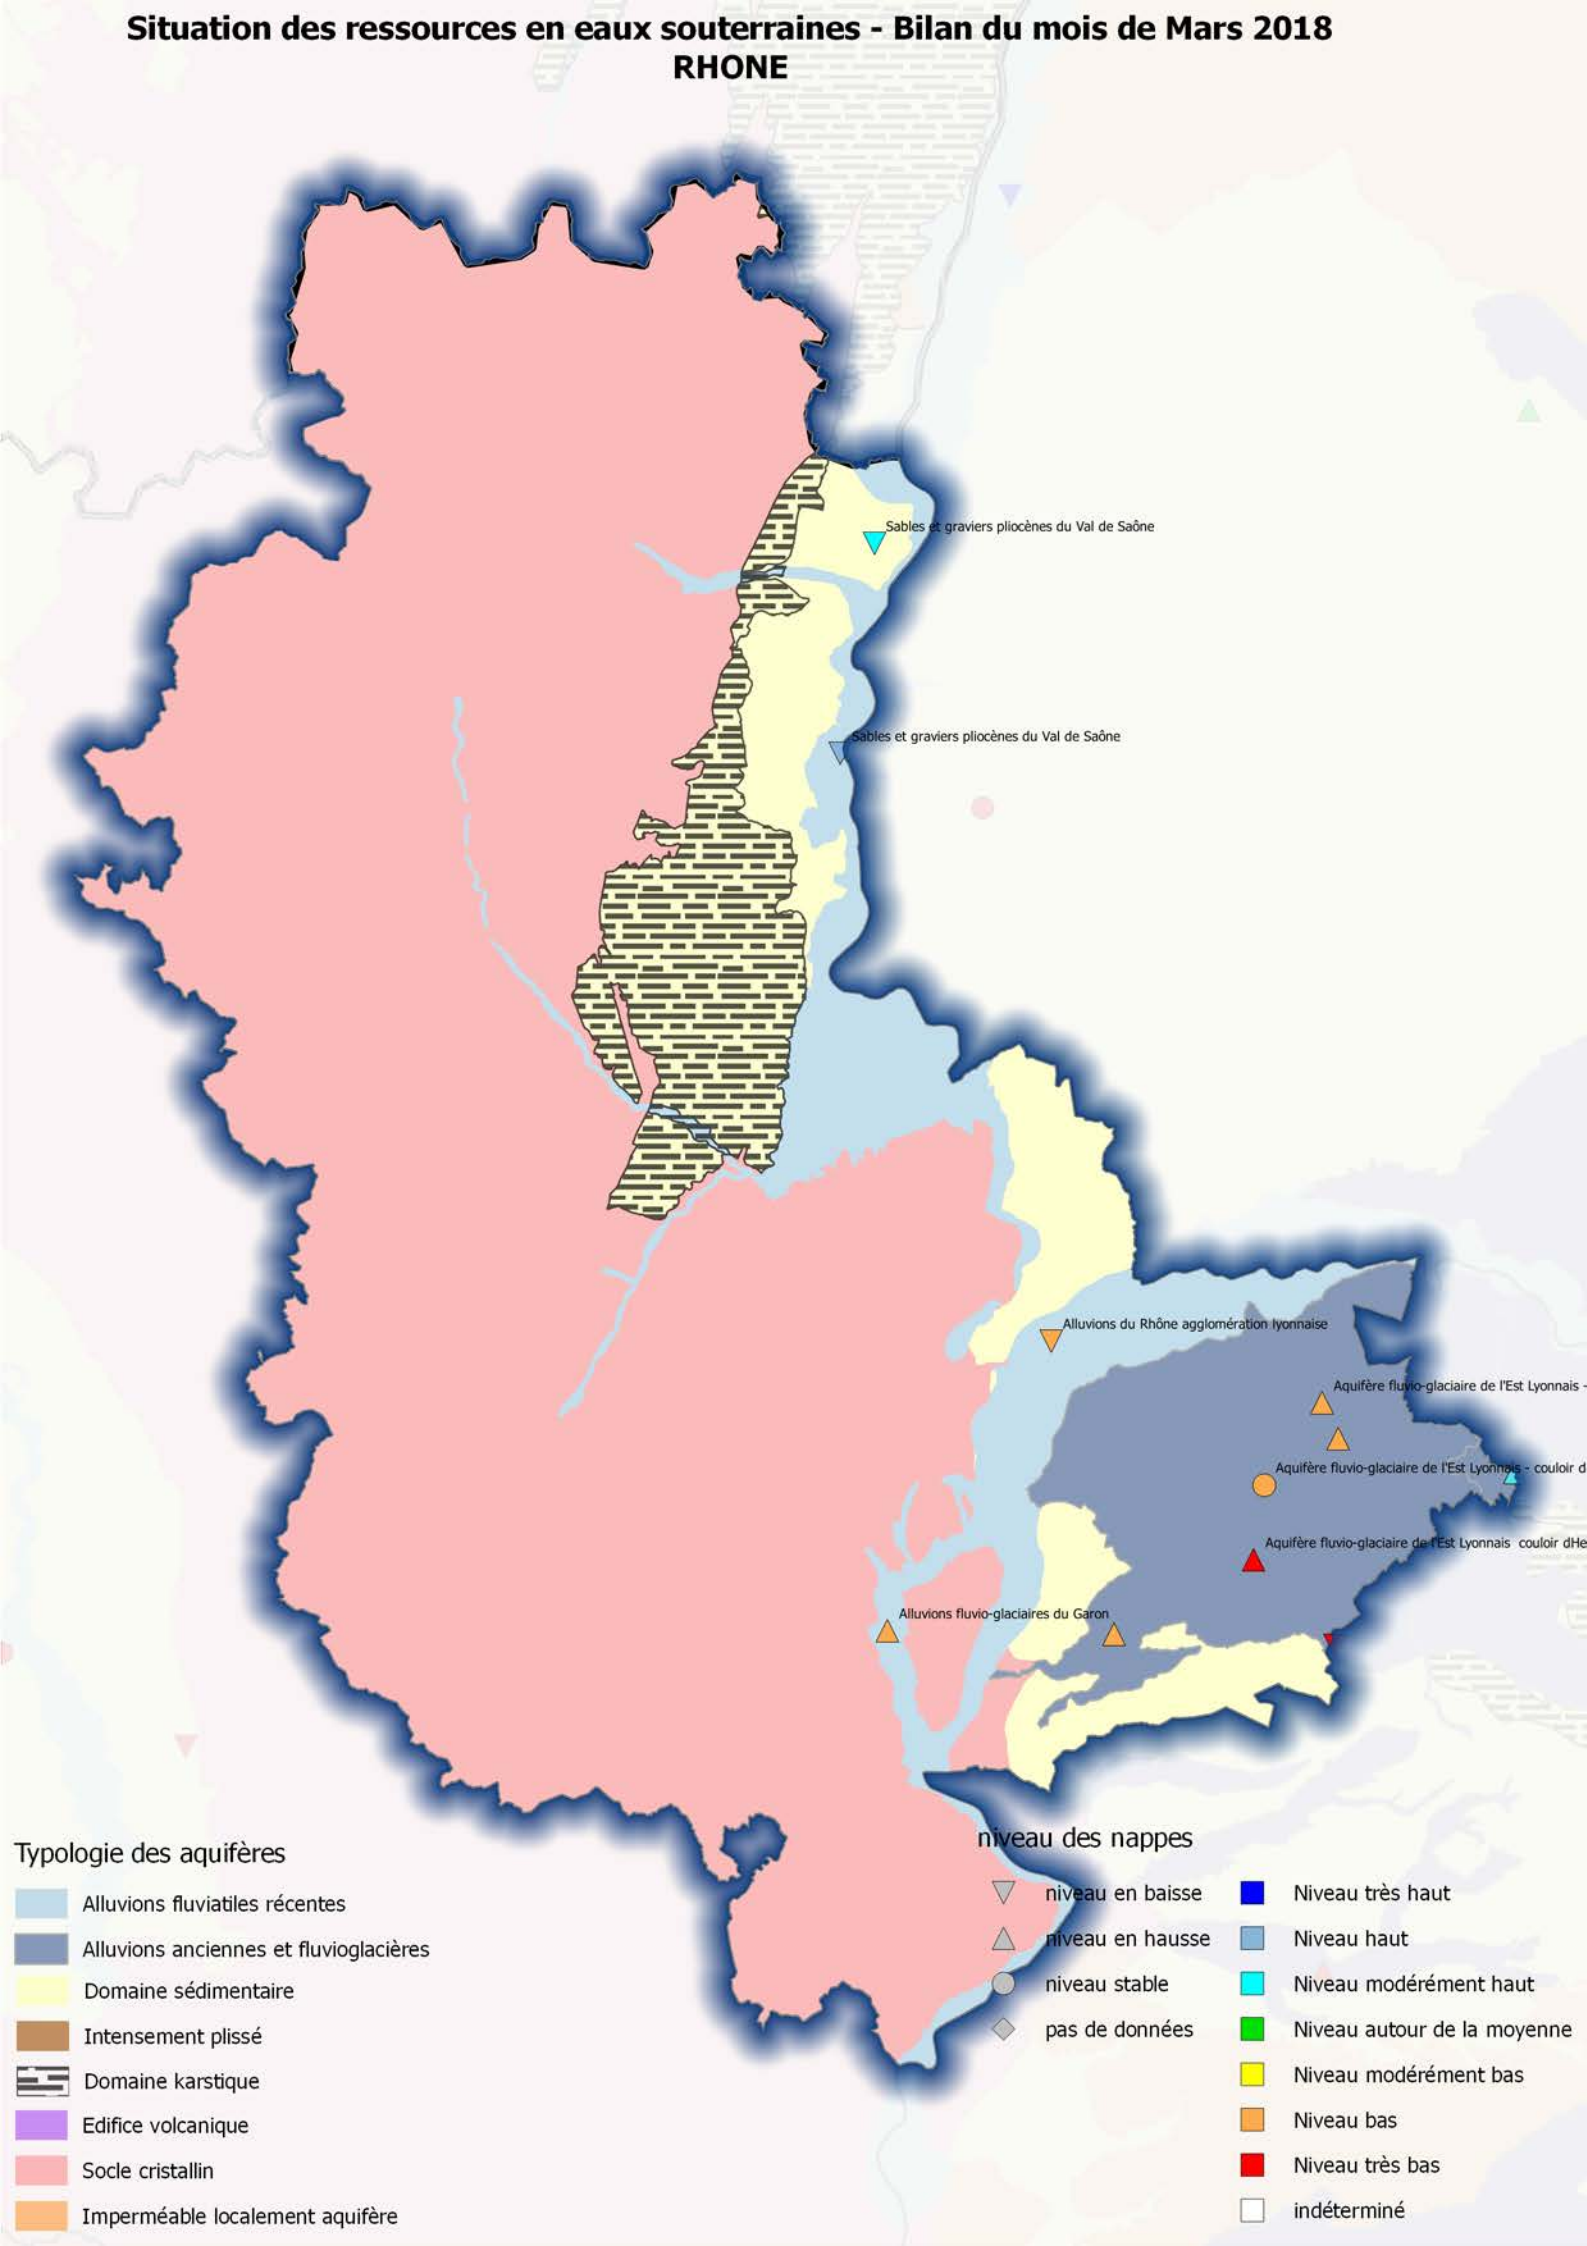 Situation des ressources en eaux souterraines - Bilan du mois de Mars 2018
RHONE
Sables et graviers pliocènes du Val de Saône
Sables et graviers pliocènes du Val de Saône
Alluvions du Rhône agglomération lyonnaise
Aquifère fluvio-glaciaire de l'Est Lyonnais -
Aquifère fluvio-glaciaire de l'Est Lyonnais - couloir d
Aquifère fluvio-glaciaire de l'Est Lyonnais couloir dHe
Alluvions fluvio-glaciaires du Garon
Typologie des aquifères
Alluvions fluviatiles récentes
Alluvions anciennes et fluvioglacières
Domaine sédimentaire
Intensement plissé
Domaine karstique
Edifice volcanique
Socle cristallin
Imperméable localement aquifère
niveau des nappes
niveau en baisse
niveau en hausse
niveau stable
pas de données
Niveau très haut
Niveau haut
Niveau modérément haut
Niveau autour de la moyenne
Niveau modérément bas
Niveau bas
Niveau très bas
indéterminé